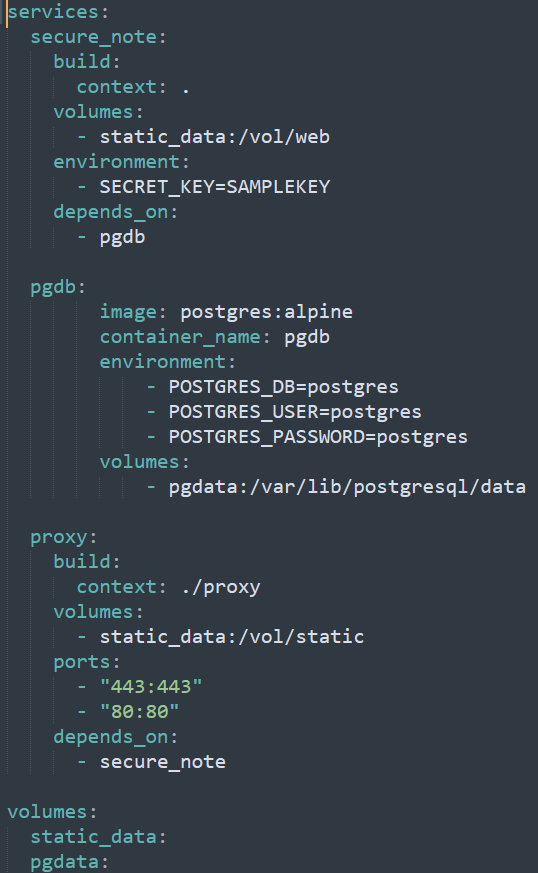 services:
  secure_note:
    build:
      context: .
    volumes:
      - static_data:/vol/web
    environment:
      - SECRET_KEY=SAMPLEKEY
    depends_on:
      - pgdb

  pgdb:
        image: postgres:alpine
        container_name: pgdb
        environment:
            - POSTGRES_DB=postgres
            - POSTGRES_USER=postgres
            - POSTGRES_PASSWORD=postgres
        volumes:
            - pgdata:/var/lib/postgresql/data

  proxy:
    build:
      context: ./proxy
    volumes:
      - static_data:/vol/static
    ports:
      - "443:443"
      - "80:80"
    depends_on:
      - secure_note

volumes:
  static_data:
  pgdata: